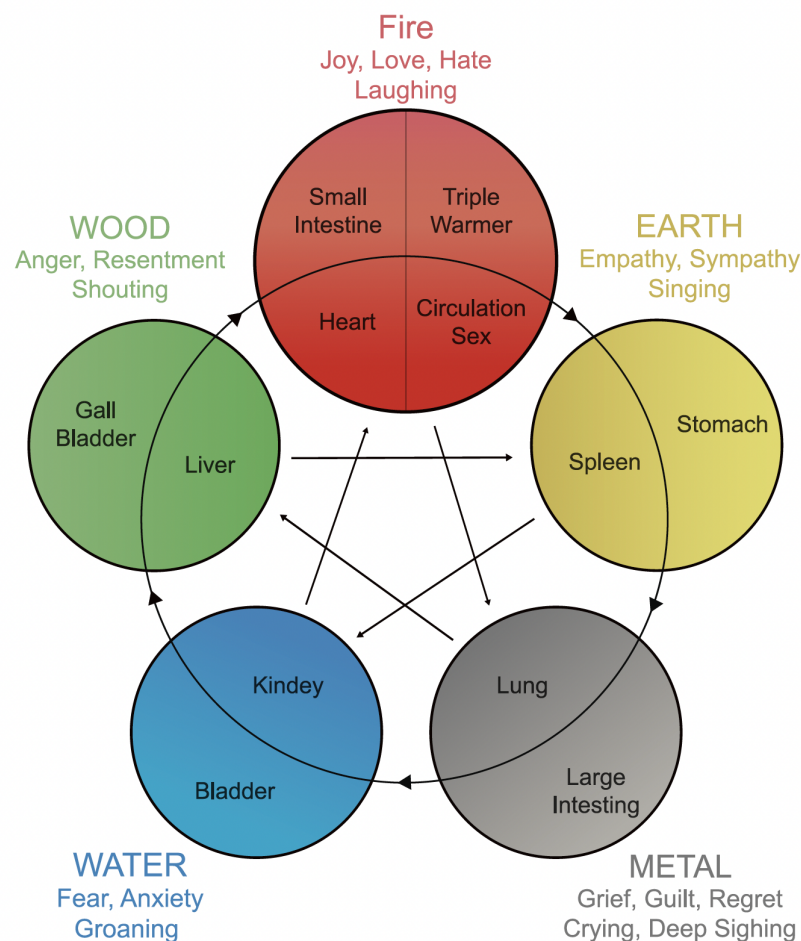 Fire
Joy, Love, Hate
Laughing
Small
Intestine
Triple
Warmer
Heart
Circulation
Sex
WOOD
Anger, Resentment
Shouting
Gall
Bladder
Liver
EARTH
Empathy, Sympathy
Singing
Stomach
Spleen
Kindey
Bladder
Lung
Large
Intesting
WATER
Fear, Anxiety
Groaning
METAL
Grief, Guilt, Regret
Crying, Deep Sighing